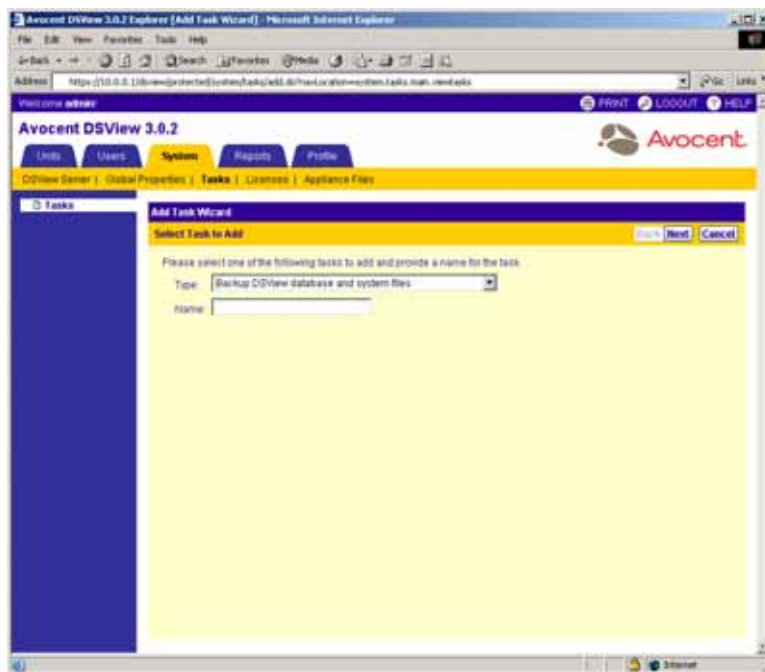 Avocent DSView 3.0.2 Explorer [Add Task Wizard] - Microsoft Internet Explorer
File Edit View Favorites Tools Help
Back Search Favorites Media
Address Go Links
Welcome admin PRINT LOGOUT HELP
Avocent DSView 3.0.2
Avocent
Units Users System Reports Profile
DSView Server | Global Properties | Tasks | Licenses | Appliance Files
Tasks
Add Task Wizard
Select Task to Add Back Next Cancel
Please select one of the following tasks to add and provide a name for the task.
Type: Backup DSView database and system files
Name:
Internet